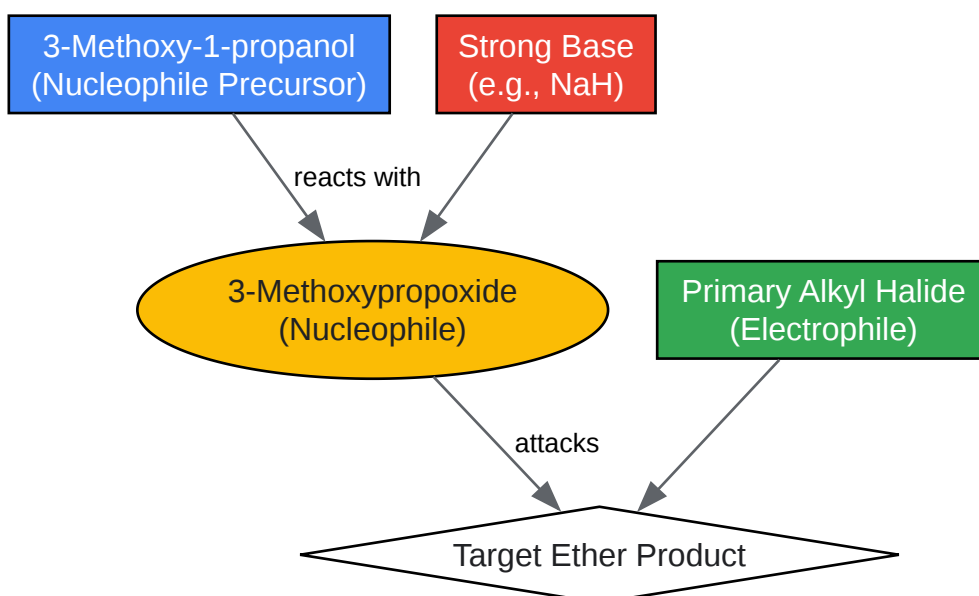 3-Methoxy-1-propanol
(Nucleophile Precursor)
Strong Base
(e.g., NaH)
reacts with
3-Methoxypropoxide
(Nucleophile)
Primary Alkyl Halide
(Electrophile)
attacks
Target Ether Product